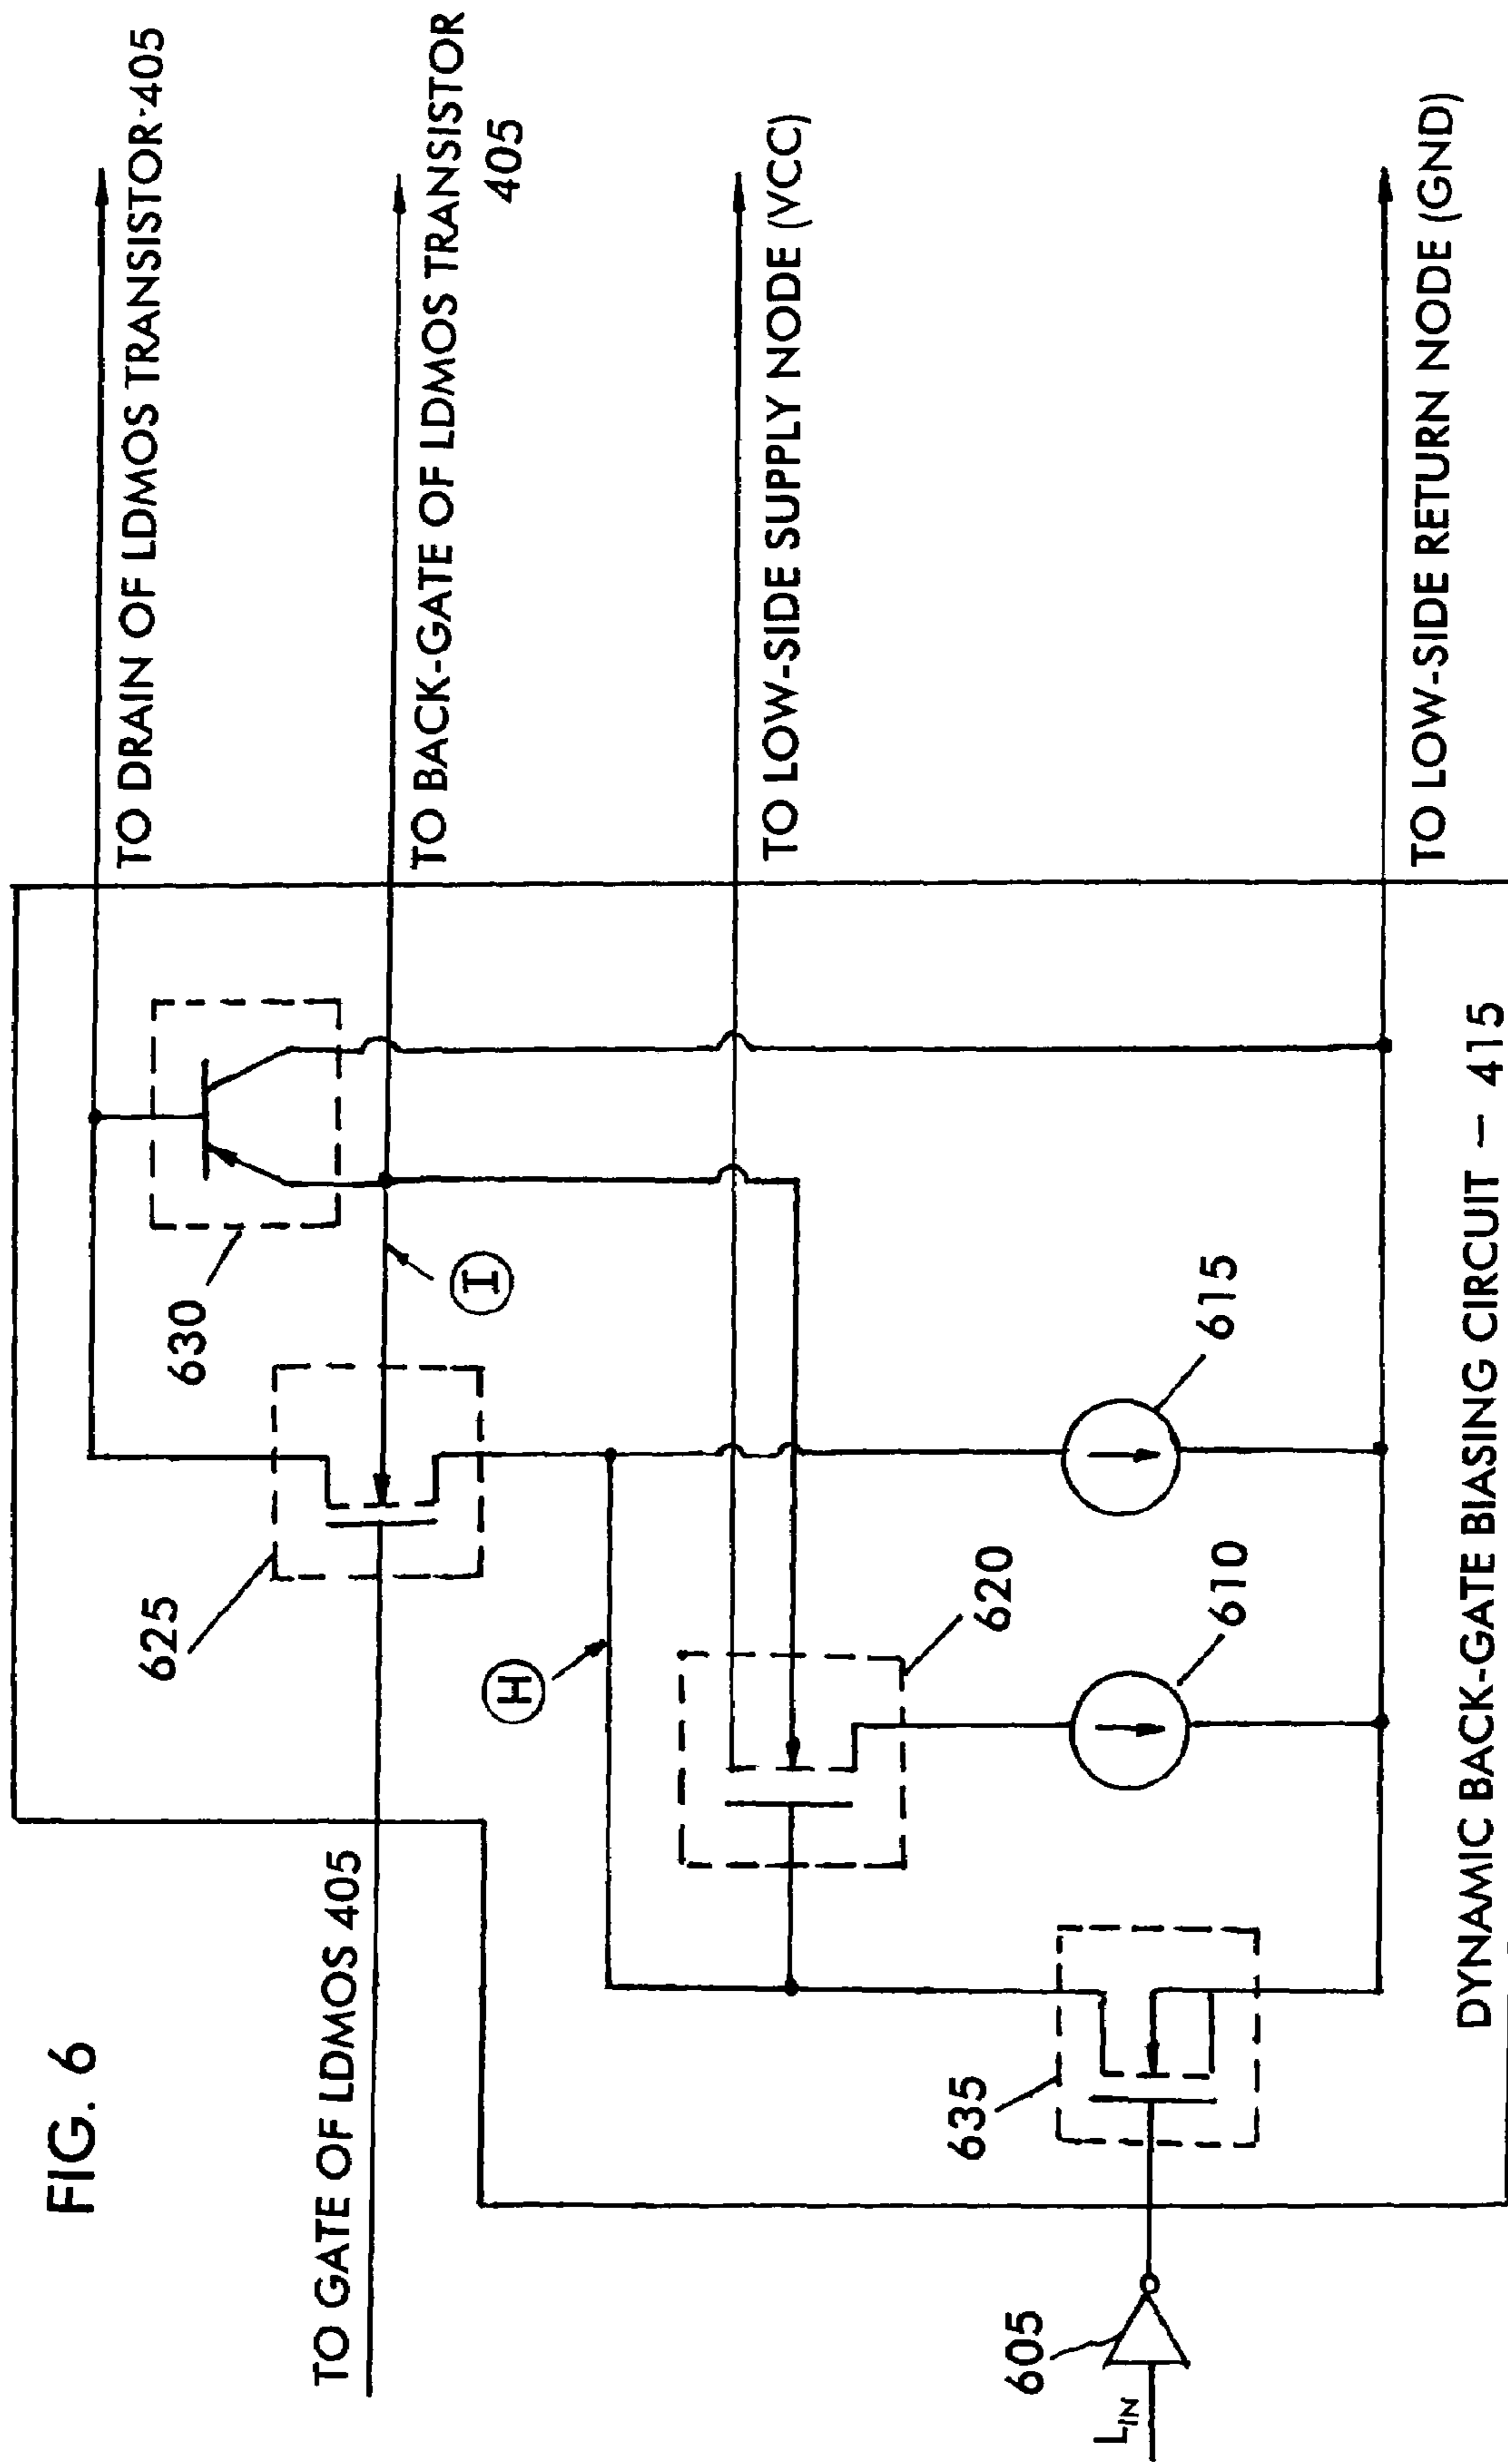 FIG. 6
TO GATE OF LDMOS 405
TO DRAIN OF LDMOS TRANSISTOR-405
TO BACK-GATE OF LDMOS TRANSISTOR
405
TO LOW-SIDE SUPPLY NODE (VCC)
TO LOW-SIDE RETURN NODE (GND)
625
630
I
H
620
615
610
635
605
LIN
DYNAMIC BACK-GATE BIASING CIRCUIT – 415